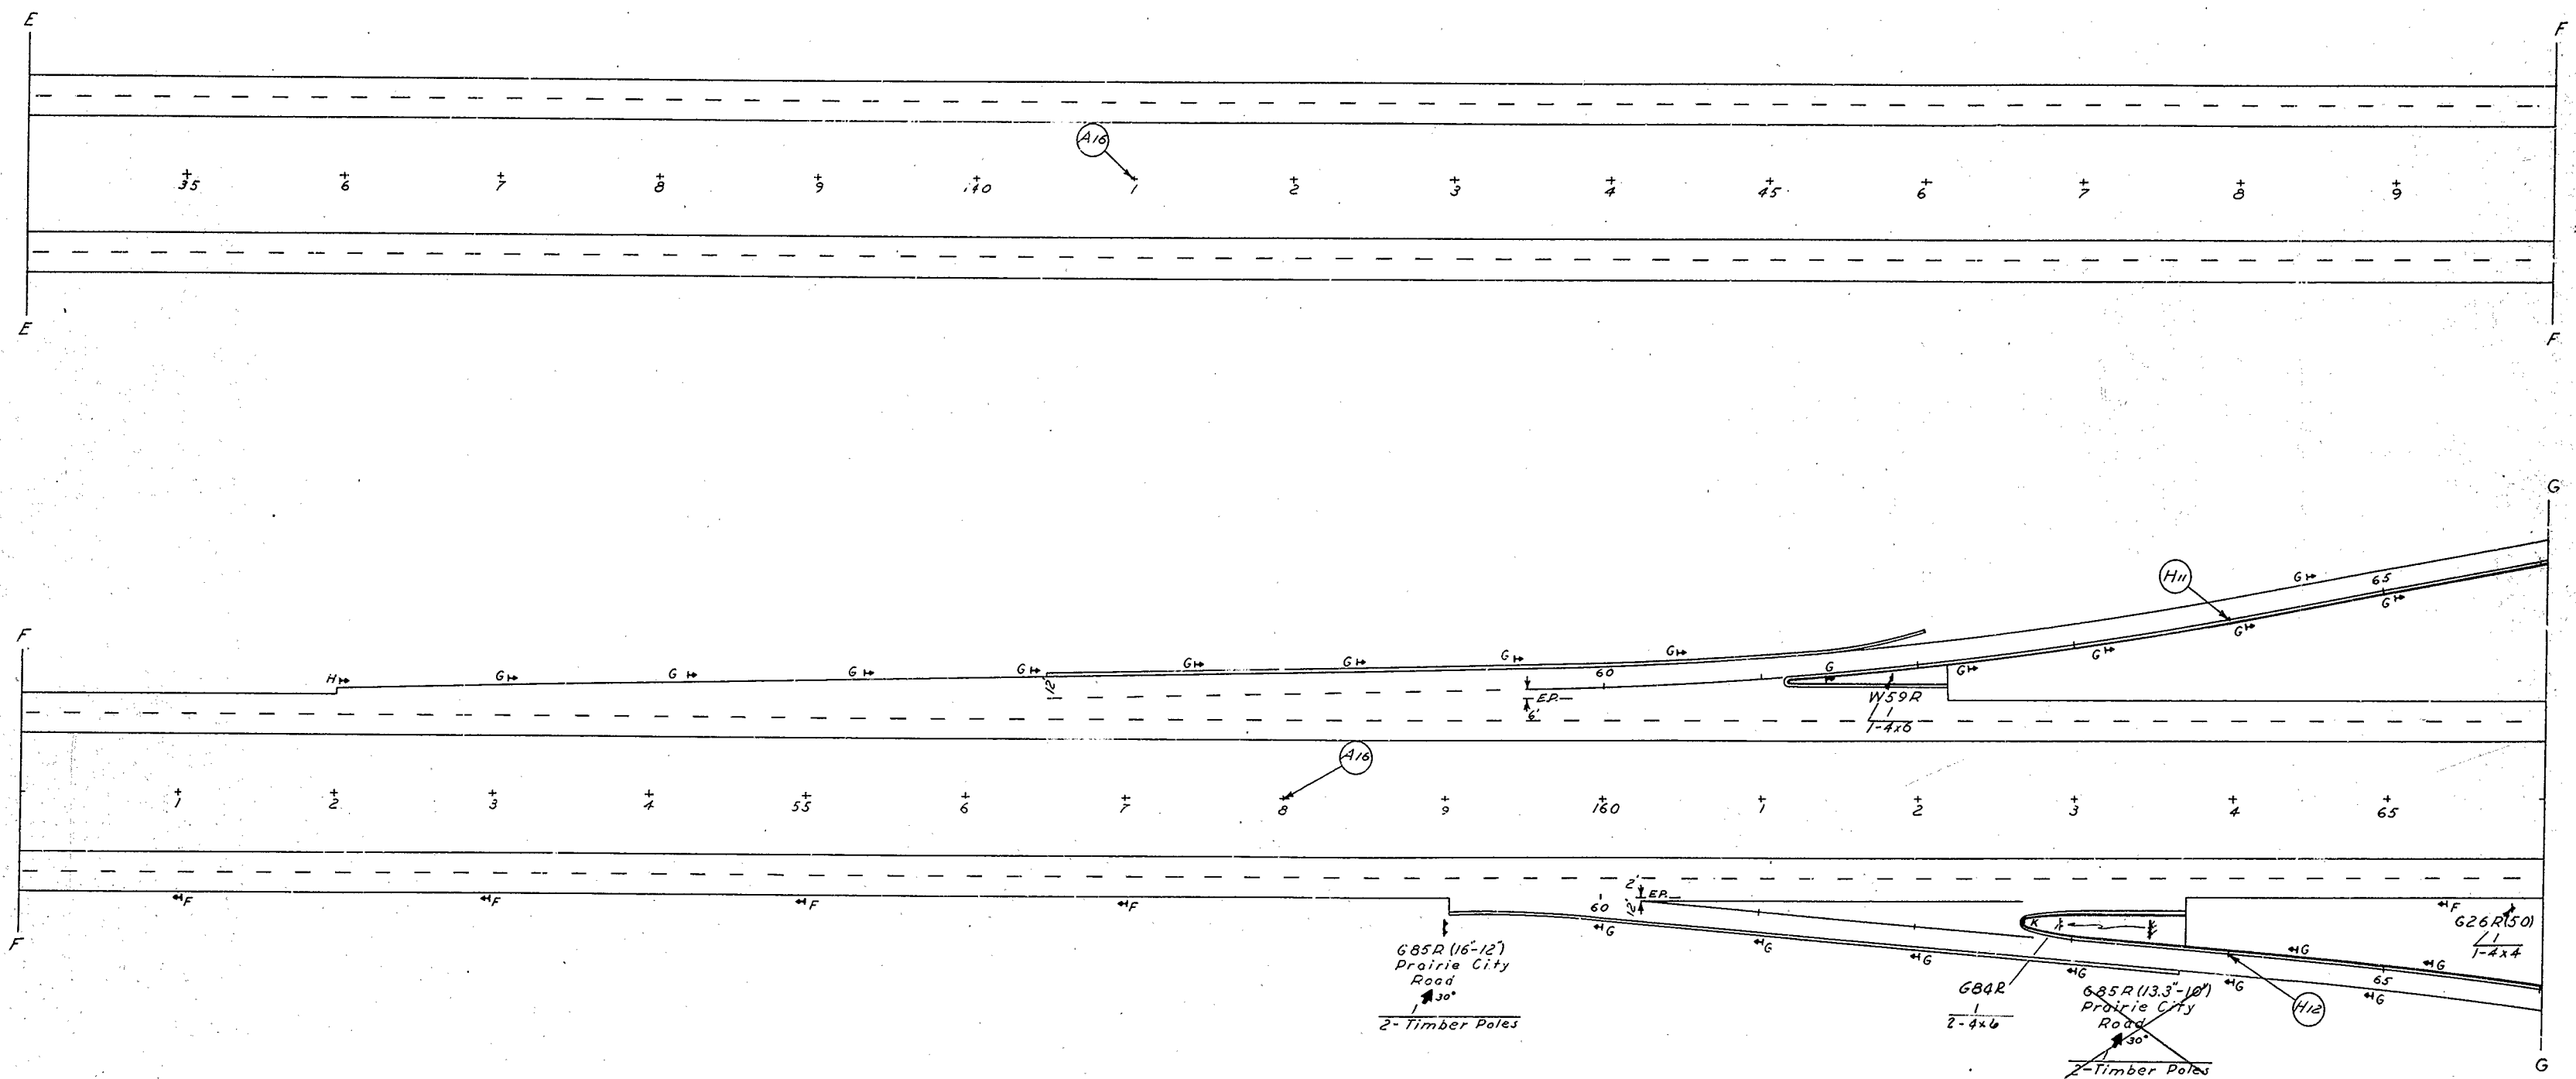 E F
A16
35 6 7 8 9 140 1 2 3 4 45 6 7 8 9
E F
G
H11
G 65
G
G
F
G
G G G
H G G G G G G G G
12' 60
EP.
6'
W59R
1
1-4x6
A16
1 2 3 4 55 6 7 8 9 160 1 2 3 4 65
2' EP.
12'
60
F F F F F
K
G26R(50)
1
1-4x4
F
G G G G G G G G
65
G85R (16"-12")
Prairie City
Road
30°
1
2-Timber Poles
G84R
1
2-4x6
G85R (13.3"-10")
Prairie City
Road
30°
1
2-Timber Poles
H12
G